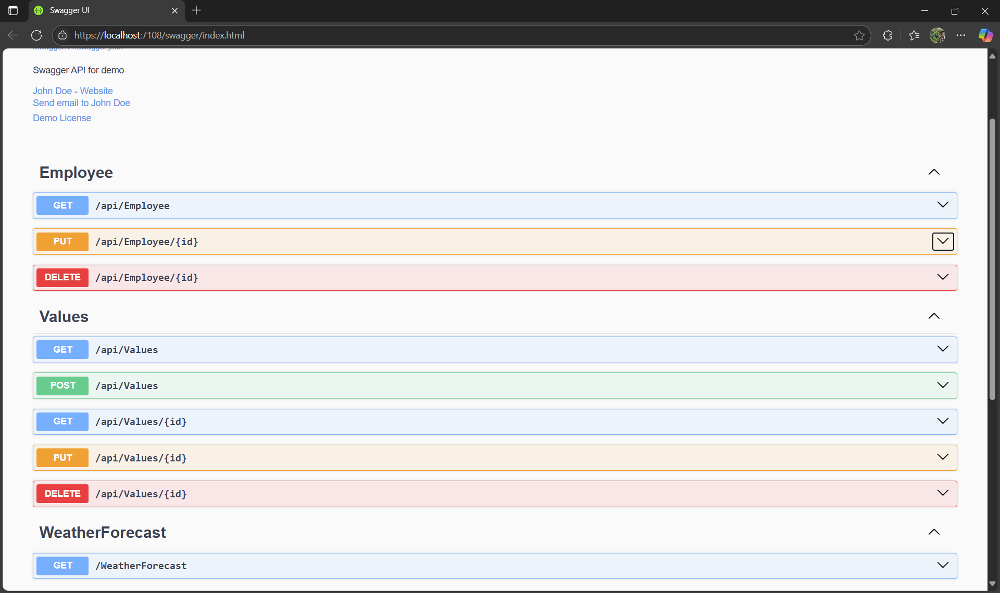 Swagger UI
https://localhost:7108/swagger/index.html
Swagger API for demo
John Doe - Website
Send email to John Doe
Demo License
Employee
GET /api/Employee
PUT /api/Employee/{id}
DELETE /api/Employee/{id}
Values
GET /api/Values
POST /api/Values
GET /api/Values/{id}
PUT /api/Values/{id}
DELETE /api/Values/{id}
WeatherForecast
GET /WeatherForecast